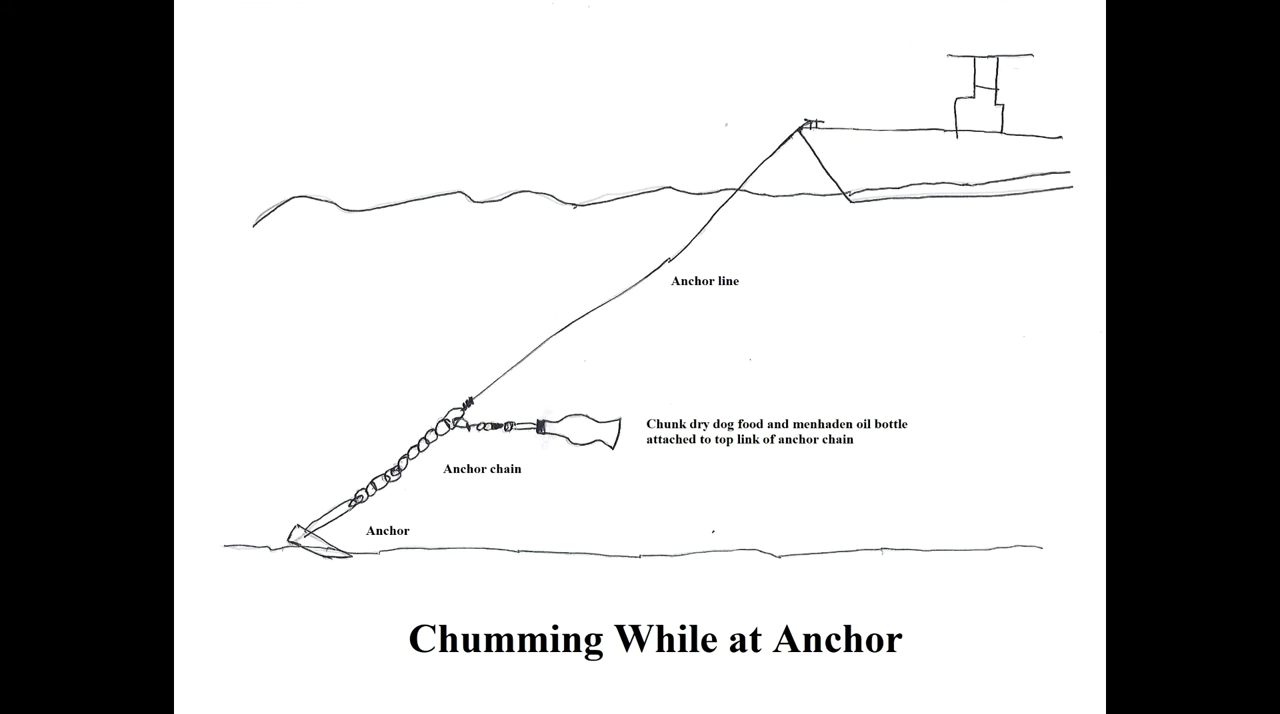 Anchor line
Chunk dry dog food and menhaden oil bottle
attached to top link of anchor chain
Anchor chain
Anchor
Chumming While at Anchor